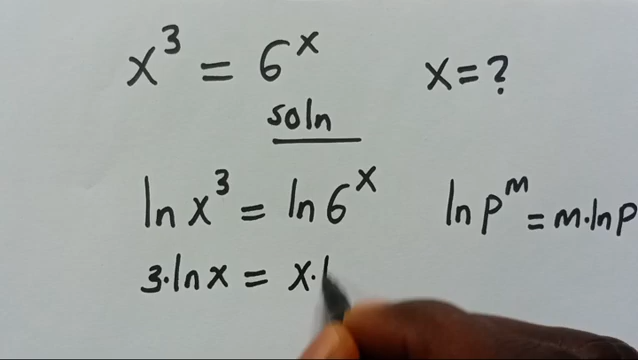 x³ = 6ˣ x = ?
soln
ln x³ = ln 6ˣ ln pᵐ = m·ln p
3·ln x = x·l